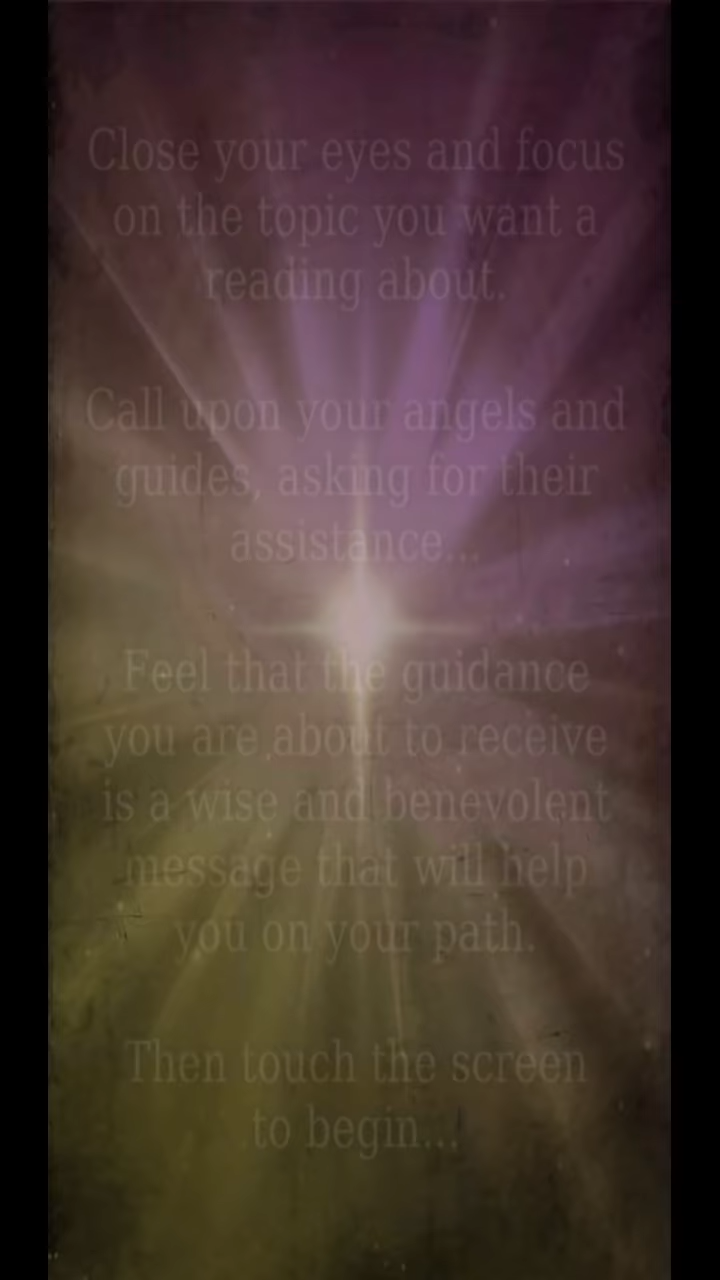 Close your eyes and focus
on the topic you want a
reading about.
Call upon your angels and
guides, asking for their
assistance...
Feel that the guidance
you are about to receive
is a wise and benevolent
message that will help
you on your path.
Then touch the screen
to begin...